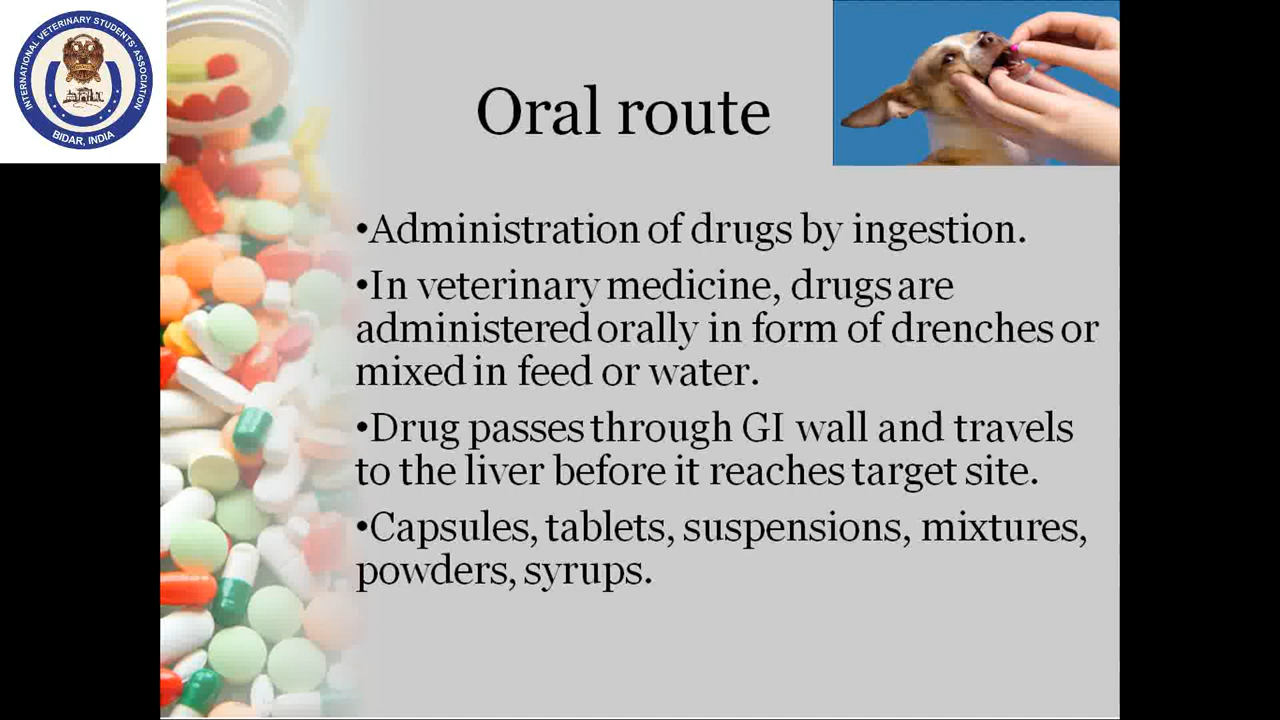 INTERNATIONAL VETERINARY STUDENTS' ASSOCIATION
BIDAR, INDIA
Oral route
•Administration of drugs by ingestion.
•In veterinary medicine, drugs are
administered orally in form of drenches or
mixed in feed or water.
•Drug passes through GI wall and travels
to the liver before it reaches target site.
•Capsules, tablets, suspensions, mixtures,
powders, syrups.